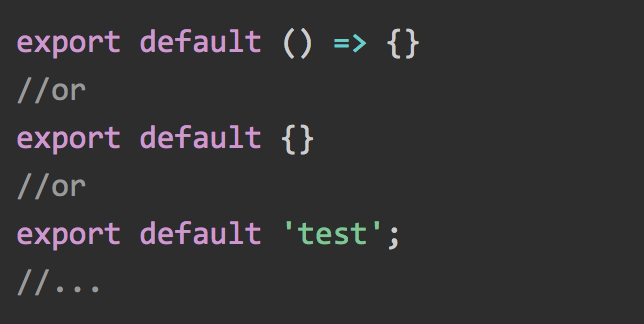 export default () => {}
//or
export default {}
//or
export default 'test';
//...